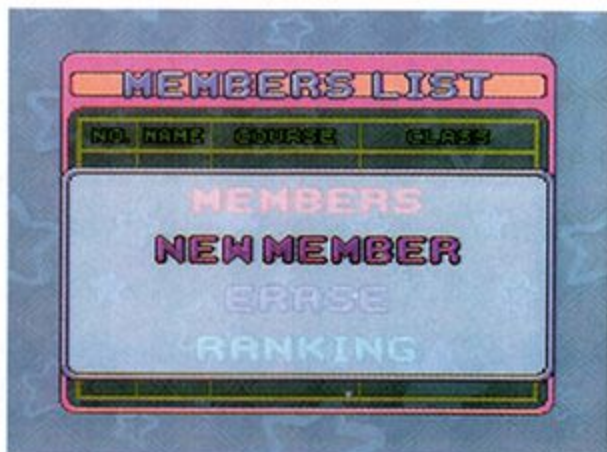 MEMBERS LIST
NO. NAME COURSE CLASS
MEMBERS
NEW MEMBER
ERASE
RANKING